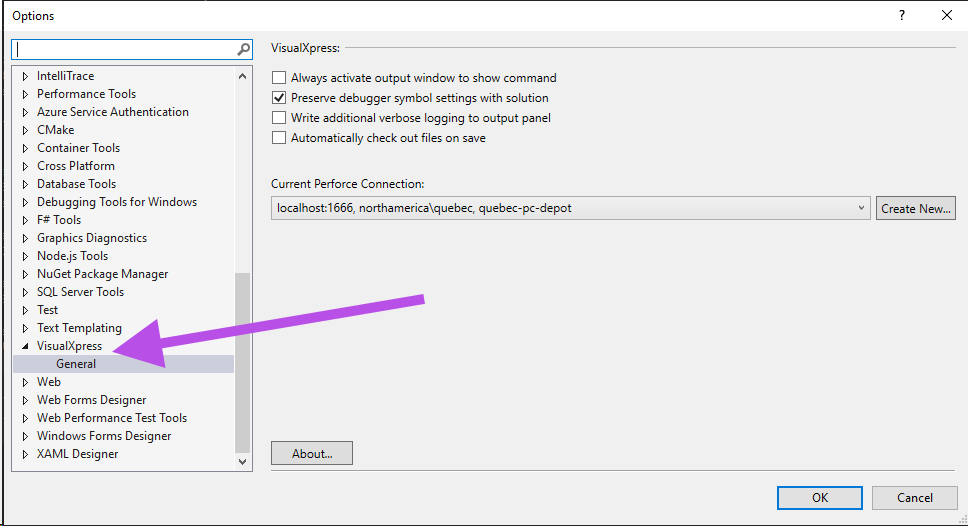 Options
?
IntelliTrace
Performance Tools
Azure Service Authentication
CMake
Container Tools
Cross Platform
Database Tools
Debugging Tools for Windows
F# Tools
Graphics Diagnostics
Node.js Tools
NuGet Package Manager
SQL Server Tools
Test
Text Templating
VisualXpress
General
Web
Web Forms Designer
Web Performance Test Tools
Windows Forms Designer
XAML Designer
VisualXpress:
Always activate output window to show command
Preserve debugger symbol settings with solution
Write additional verbose logging to output panel
Automatically check out files on save
Current Perforce Connection:
localhost:1666, northamerica\quebec, quebec-pc-depot
Create New...
About...
OK
Cancel